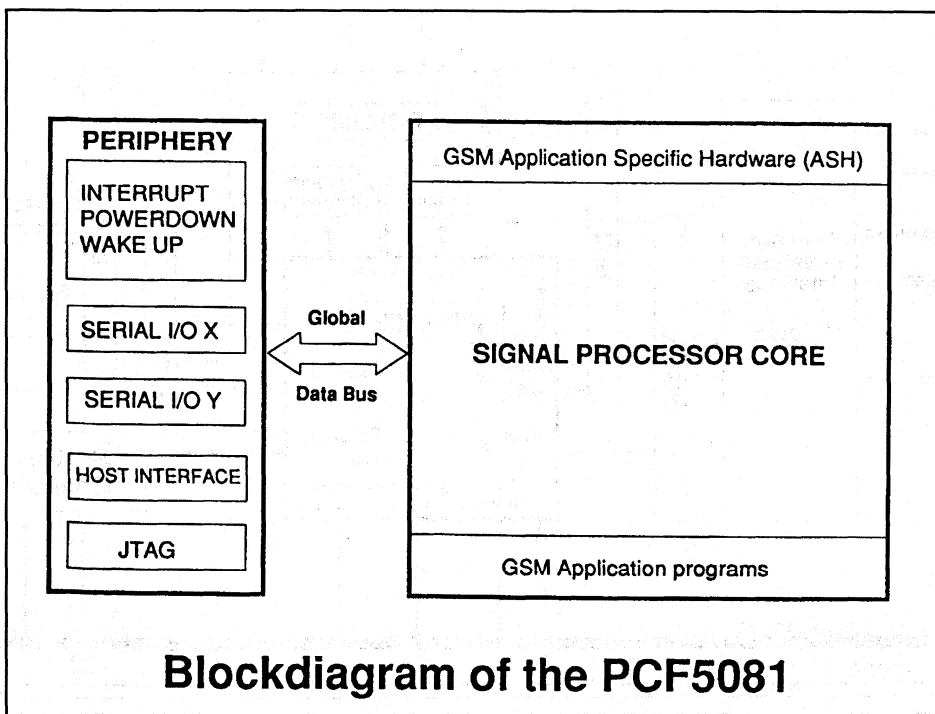 PERIPHERY
INTERRUPT
POWERDOWN
WAKE UP
SERIAL I/O X
SERIAL I/O Y
HOST INTERFACE
JTAG
Global
Data Bus
GSM Application Specific Hardware (ASH)
SIGNAL PROCESSOR CORE
GSM Application programs
Blockdiagram of the PCF5081